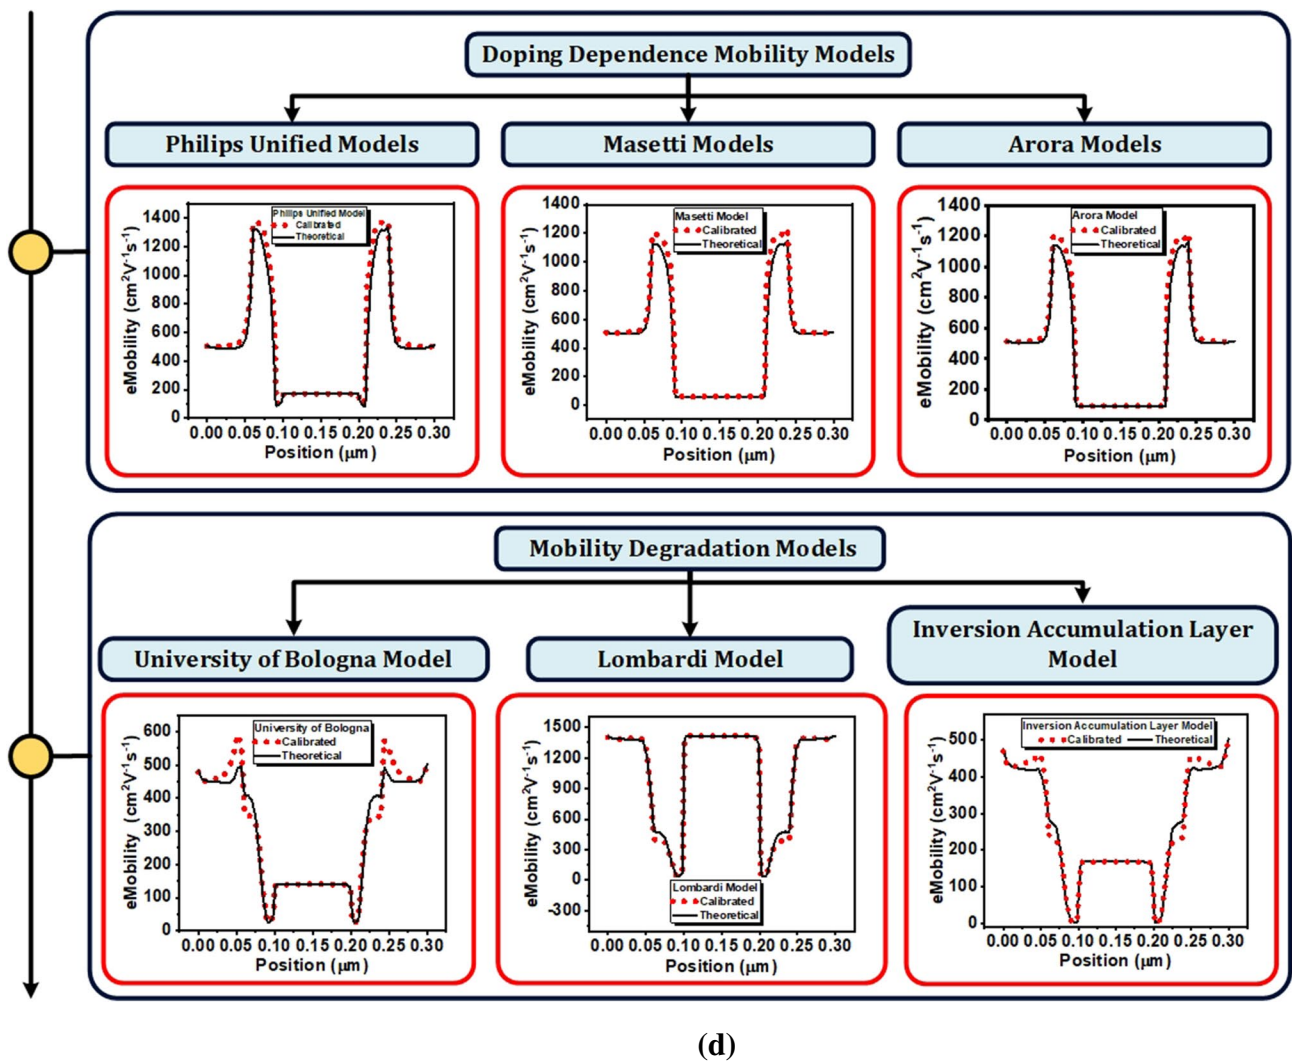 Doping Dependence Mobility Models
Philips Unified Models
Masetti Models
Arora Models
eMobility (cm²V⁻¹s⁻¹)
1400
1200
1000
800
600
400
200
0
Philips Unified Model
Calibrated
Theoretical
0.00 0.05 0.10 0.15 0.20 0.25 0.30
Position (μm)
eMobility (cm²V⁻¹s⁻¹)
1400
1200
1000
800
600
400
200
0
Masetti Model
Calibrated
Theoretical
0.00 0.05 0.10 0.15 0.20 0.25 0.30
Position (μm)
eMobility (cm²V⁻¹s⁻¹)
1400
1200
1000
800
600
400
200
0
Arora Model
Calibrated
Theoretical
0.00 0.05 0.10 0.15 0.20 0.25 0.30
Position (μm)
Mobility Degradation Models
University of Bologna Model
Lombardi Model
Inversion Accumulation Layer
Model
eMobility (cm²V⁻¹s⁻¹)
600
500
400
300
200
100
0
University of Bologna
Calibrated
Theoretical
0.00 0.05 0.10 0.15 0.20 0.25 0.30
Position (μm)
eMobility (cm²V⁻¹s⁻¹)
1500
1200
900
600
300
0
-300
Lombardi Model
Calibrated
Theoretical
0.00 0.05 0.10 0.15 0.20 0.25 0.30
Position (μm)
eMobility (cm²V⁻¹s⁻¹)
500
400
300
200
100
0
Inversion Accumulation Layer Model
Calibrated Theoretical
0.00 0.05 0.10 0.15 0.20 0.25 0.30
Position (μm)
(d)